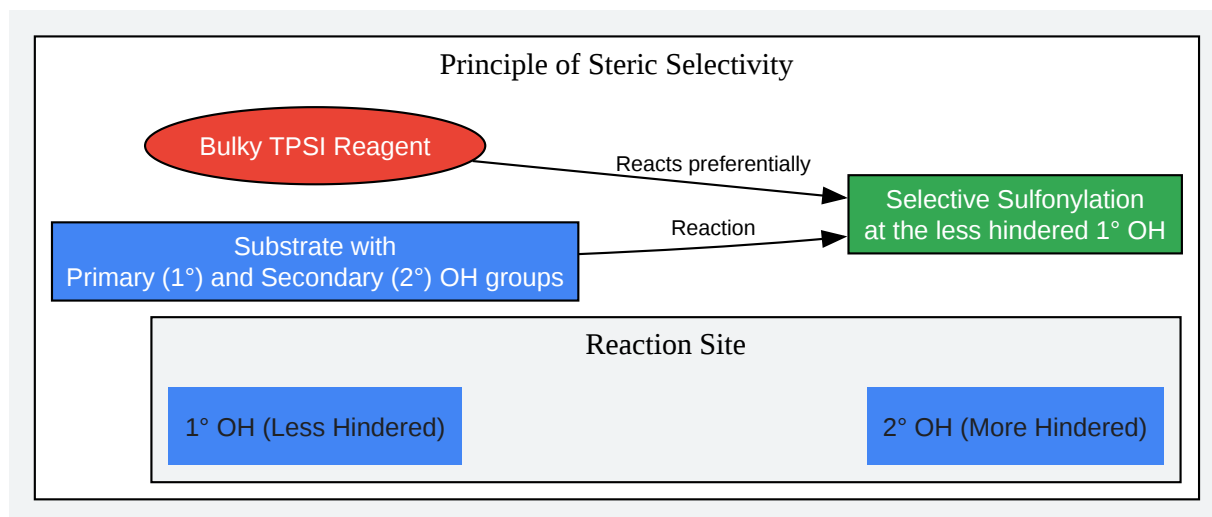 Principle of Steric Selectivity
Bulky TPSI Reagent
Reacts preferentially
Selective Sulfonylation
at the less hindered 1° OH
Substrate with
Primary (1°) and Secondary (2°) OH groups
Reaction
Reaction Site
1° OH (Less Hindered)
2° OH (More Hindered)